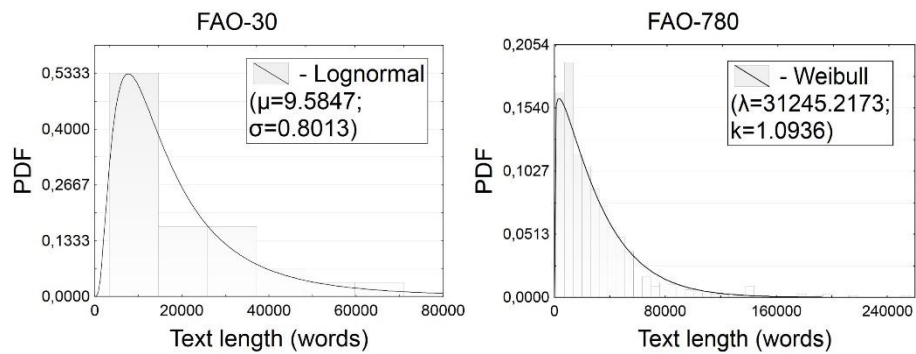 FAO-30
FAO-780
0,5333
0,4000
0,2667
0,1333
0,0000
PDF
- Lognormal
(μ=9.5847;
σ=0.8013)
0 20000 40000 60000 80000
Text length (words)
0,2054
0,1540
0,1027
0,0513
0,0000
PDF
- Weibull
(λ=31245.2173;
k=1.0936)
0 80000 160000 240000
Text length (words)